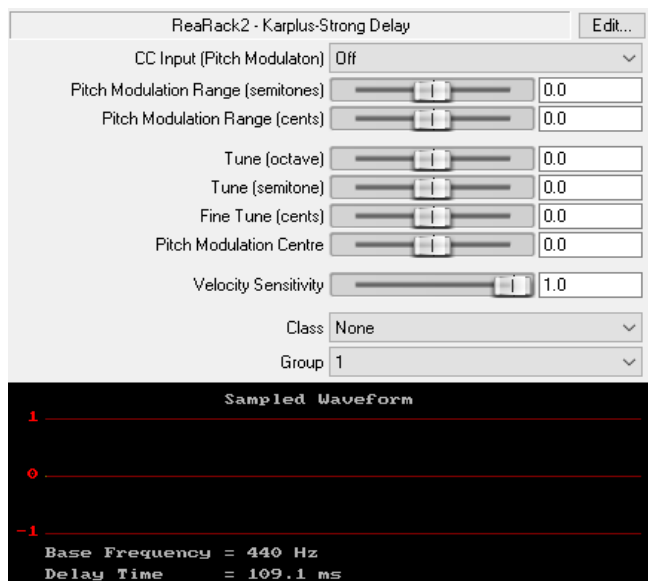 ReaRack2 - Karplus-Strong Delay Edit...
CC Input (Pitch Modulaton) Off
Pitch Modulation Range (semitones) 0.0
Pitch Modulation Range (cents) 0.0
Tune (octave) 0.0
Tune (semitone) 0.0
Fine Tune (cents) 0.0
Pitch Modulation Centre 0.0
Velocity Sensitivity 1.0
Class None
Group 1
Sampled Waveform
1
0
-1
Base Frequency = 440 Hz
Delay Time = 109.1 ms